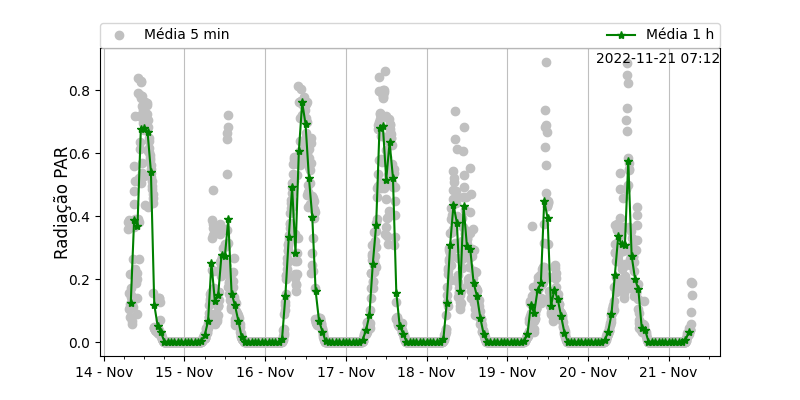 Média 5 min
Média 1 h
2022-11-21 07:12
Radiação PAR
0.8
0.6
0.4
0.2
0.0
14 - Nov
15 - Nov
16 - Nov
17 - Nov
18 - Nov
19 - Nov
20 - Nov
21 - Nov